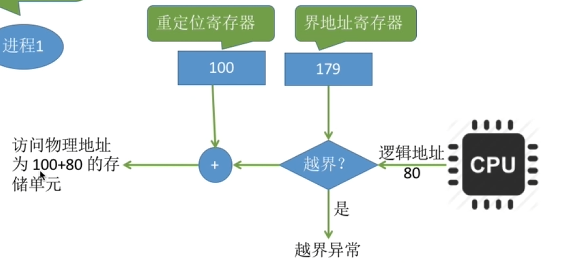 重定位寄存器
界地址寄存器
进程1
100
179
访问物理地址
为 100+80 的存
储单元
+
越界？
逻辑地址
80
CPU
是
越界异常